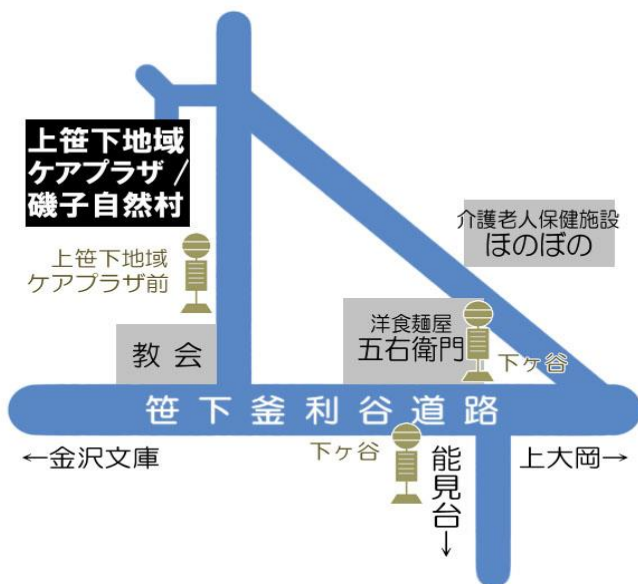 上笹下地域
ケアプラザ /
磯子自然村
上笹下地域
ケアプラザ前
介護老人保健施設
ほのぼの
洋食麺屋
五右衛門
下ヶ谷
教会
笹下釜利谷道路
←金沢文庫
下ヶ谷
能見台→
上大岡→